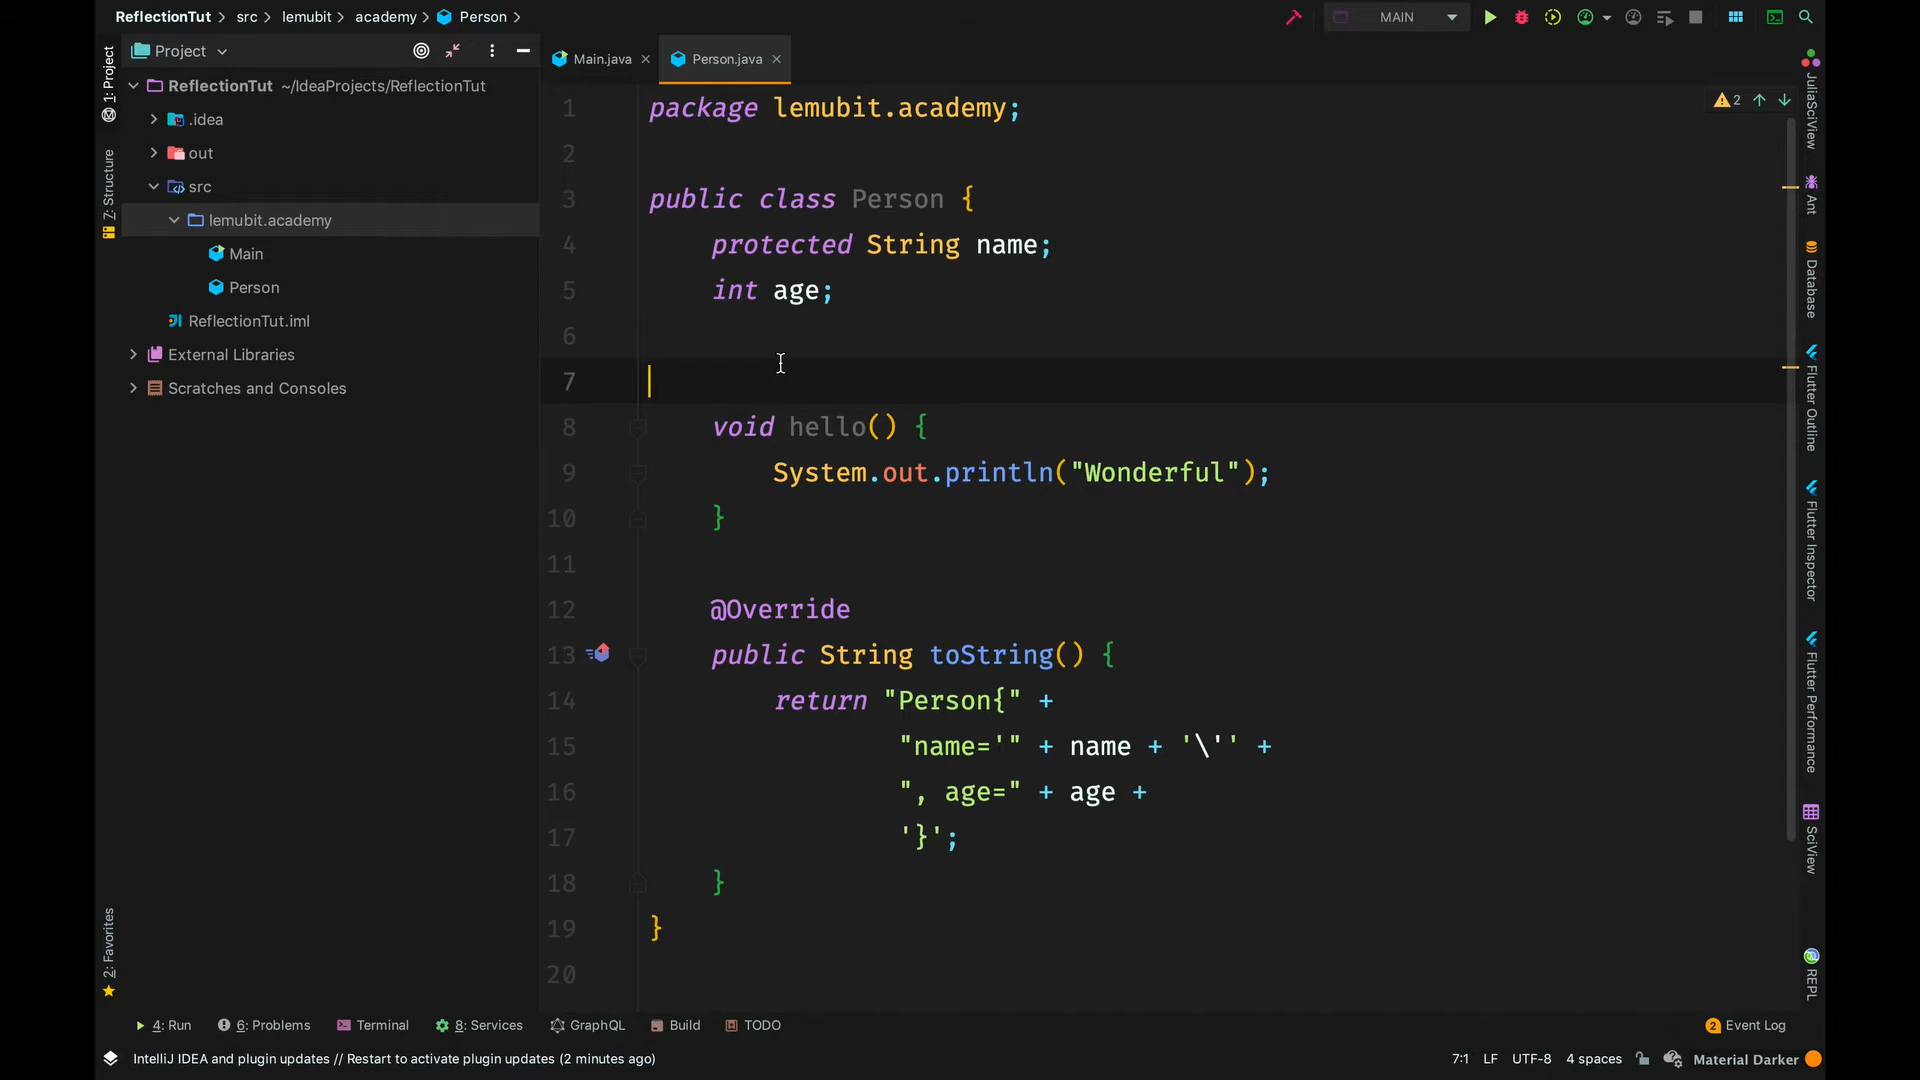 ReflectionTut > src > lemubit > academy > Person >
MAIN
Project
Main.java
Person.java
1: Project
7: Structure
2: Favorites
ReflectionTut ~/IdeaProjects/ReflectionTut
.idea
out
src
lemubit.academy
Main
Person
ReflectionTut.iml
External Libraries
Scratches and Consoles
1 package lemubit.academy;
2
3 public class Person {
4 protected String name;
5 int age;
6
7
8 void hello() {
9 System.out.println("Wonderful");
10 }
11
12 @Override
13 public String toString() {
14 return "Person{" +
15 "name='" + name + '\'' +
16 ", age=" + age +
17 '}';
18 }
19 }
20
2
JuliaSciView
Ant
Database
Flutter Outline
Flutter Inspector
Flutter Performance
SciView
REPL
4: Run
6: Problems
Terminal
8: Services
GraphQL
Build
TODO
2 Event Log
IntelliJ IDEA and plugin updates // Restart to activate plugin updates (2 minutes ago)
7:1 LF UTF-8 4 spaces Material Darker